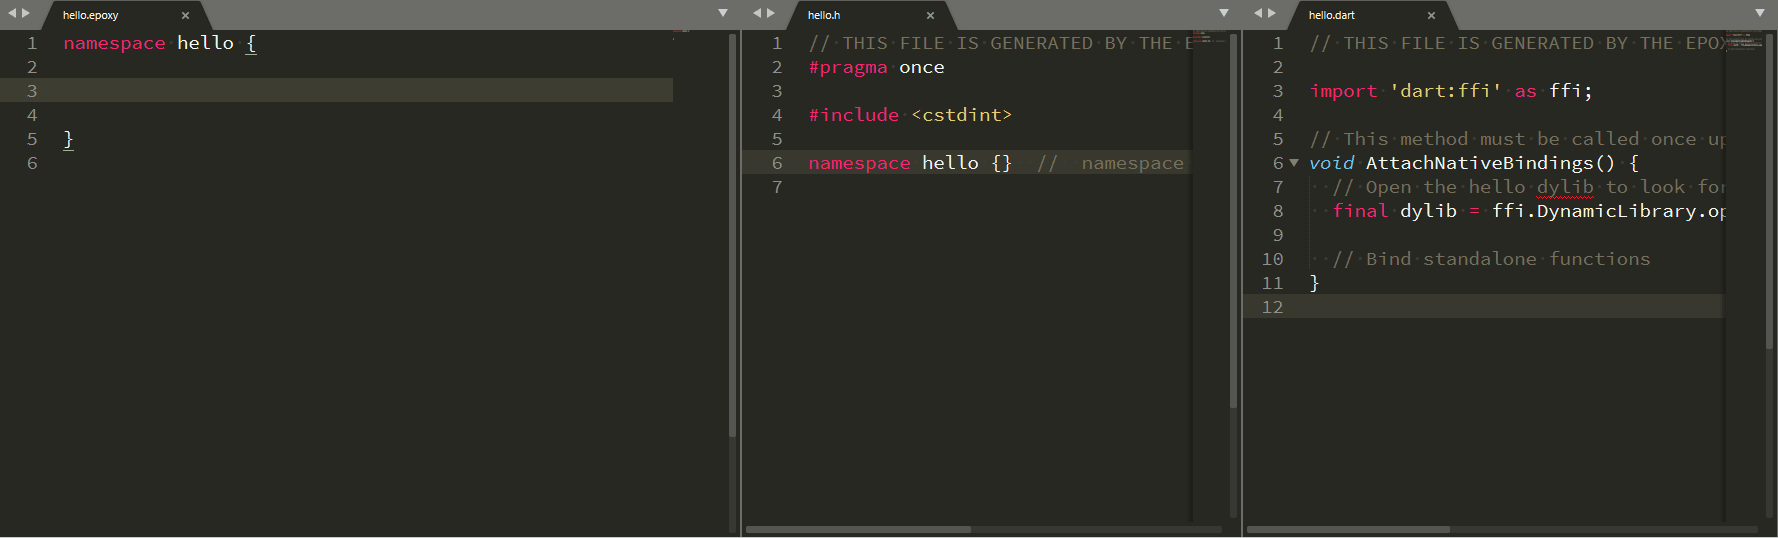 hello.epoxy
1 namespace hello {
2
3
4
5 }
6
hello.h
1 // THIS FILE IS GENERATED BY THE E
2 #pragma once
3
4 #include <cstdint>
5
6 namespace hello {}  //  namespace
7
hello.dart
1 // THIS FILE IS GENERATED BY THE EPOX
2
3 import 'dart:ffi' as ffi;
4
5 // This method must be called once up
6 void AttachNativeBindings() {
7   // Open the hello dylib to look for
8   final dylib = ffi.DynamicLibrary.op
9
10   // Bind standalone functions
11 }
12